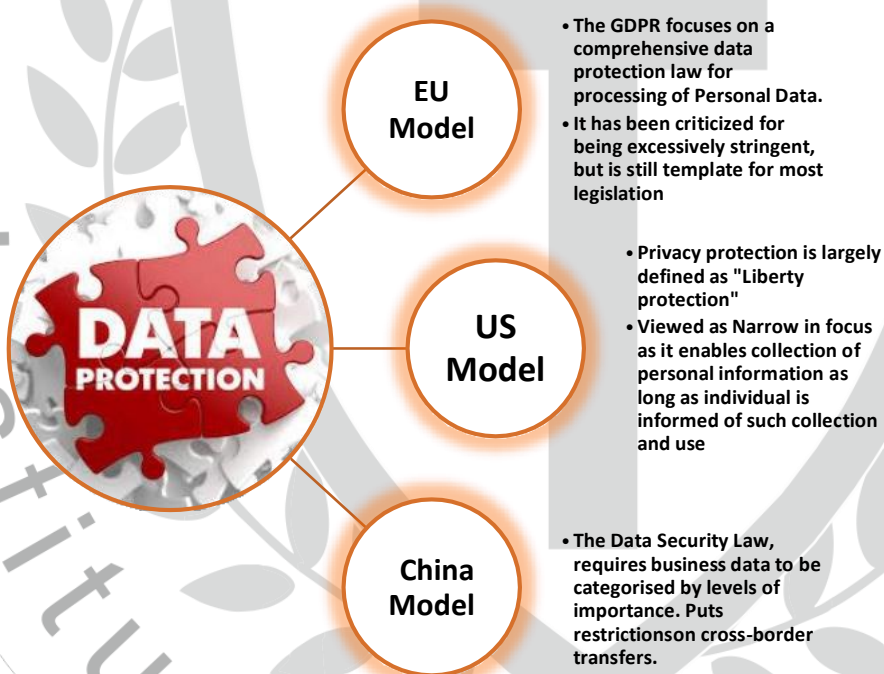 DATA
PROTECTION
EU
Model
• The GDPR focuses on a
comprehensive data
protection law for
processing of Personal Data.
• It has been criticized for
being excessively stringent,
but is still template for most
legislation
US
Model
• Privacy protection is largely
defined as "Liberty
protection"
• Viewed as Narrow in focus
as it enables collection of
personal information as
long as individual is
informed of such collection
and use
China
Model
• The Data Security Law,
requires business data to be
categorised by levels of
importance. Puts
restrictionson cross-border
transfers.